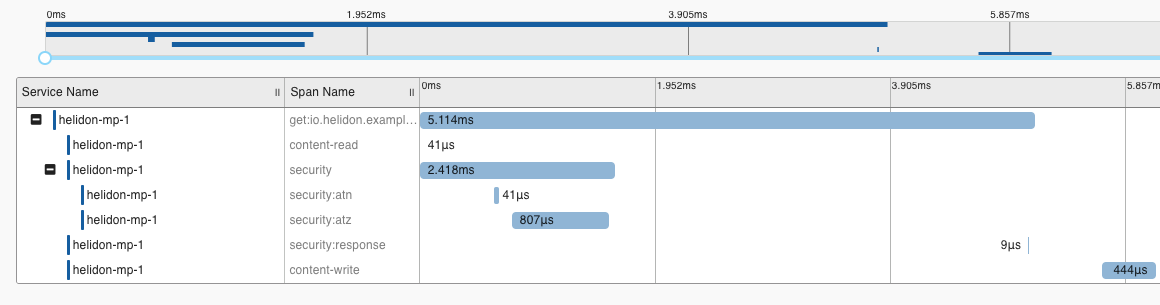 0ms 1.952ms 3.905ms 5.857ms
Service Name Span Name 0ms 1.952ms 3.905ms 5.857m
helidon-mp-1 get:io.helidon.exampl... 5.114ms
helidon-mp-1 content-read 41μs
helidon-mp-1 security 2.418ms
helidon-mp-1 security:atn 41μs
helidon-mp-1 security:atz 807μs
helidon-mp-1 security:response 9μs
helidon-mp-1 content-write 444μs